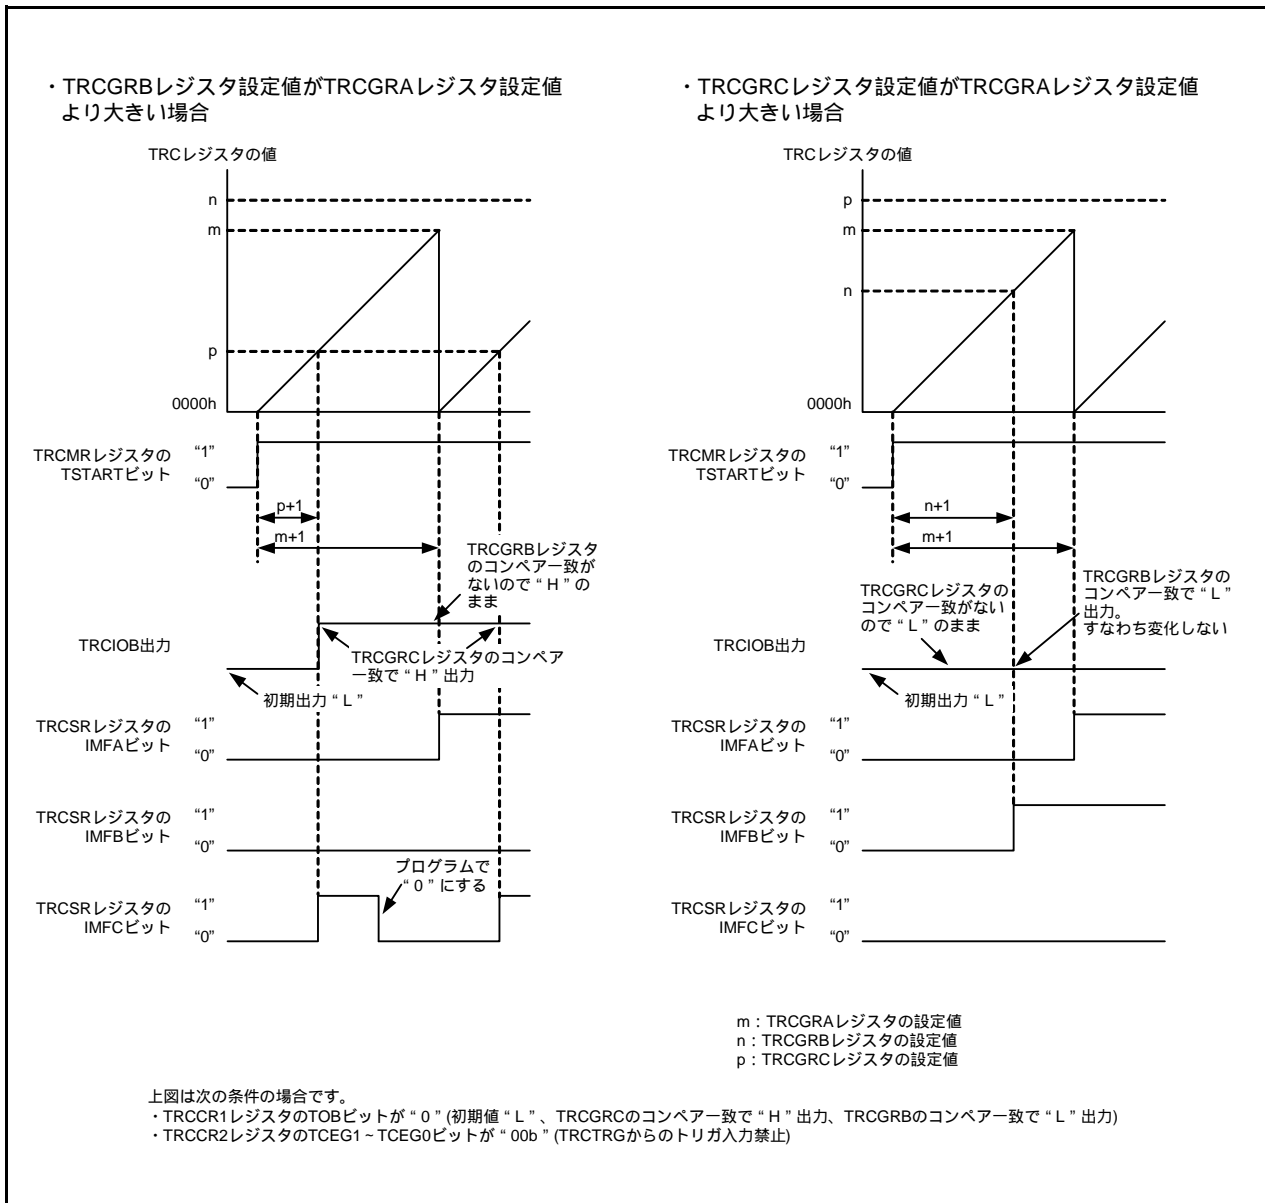 ・TRCGRBレジスタ設定値がTRCGRAレジスタ設定値
より大きい場合
TRCレジスタの値
n
m
p
0000h
TRCMRレジスタの
TSTARTビット
“1”
“0”
p+1
m+1
TRCGRBレジスタ
のコンペア一致が
ないので“H”の
まま
TRCIOB出力
TRCGRCレジスタのコンペア
一致で“H”出力
初期出力“L”
TRCSRレジスタの
IMFAビット
“1”
“0”
TRCSRレジスタの
IMFBビット
“1”
“0”
プログラムで
“0”にする
TRCSRレジスタの
IMFCビット
“1”
“0”
・TRCGRCレジスタ設定値がTRCGRAレジスタ設定値
より大きい場合
TRCレジスタの値
p
m
n
0000h
TRCMRレジスタの
TSTARTビット
“1”
“0”
n+1
m+1
TRCGRCレジスタの
コンペア一致がない
ので“L”のまま
TRCGRBレジスタの
コンペア一致で“L”
出力。
すなわち変化しない
TRCIOB出力
初期出力“L”
TRCSRレジスタの
IMFAビット
“1”
“0”
TRCSRレジスタの
IMFBビット
“1”
“0”
TRCSRレジスタの
IMFCビット
“1”
“0”
m：TRCGRAレジスタの設定値
n：TRCGRBレジスタの設定値
p：TRCGRCレジスタの設定値
上図は次の条件の場合です。
・TRCCR1レジスタのTOBビットが“0”(初期値“L”、TRCGRCのコンペア一致で“H”出力、TRCGRBのコンペア一致で“L”出力)
・TRCCR2レジスタのTCEG1～TCEG0ビットが“00b”(TRCTRGからのトリガ入力禁止)